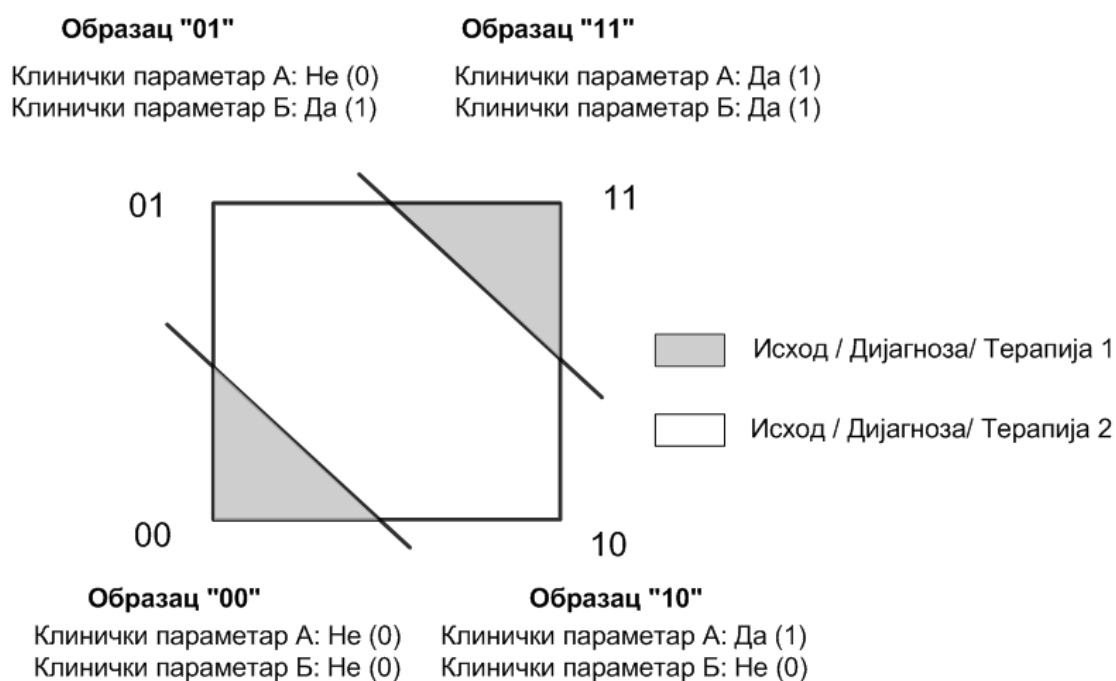 Образац "01"
Образац "11"
Клинички параметар А: Не (0)
Клинички параметар Б: Да (1)
Клинички параметар А: Да (1)
Клинички параметар Б: Да (1)
01
11
Исход / Дијагноза/ Терапија 1
Исход / Дијагноза/ Терапија 2
00
10
Образац "00"
Образац "10"
Клинички параметар А: Не (0)
Клинички параметар Б: Не (0)
Клинички параметар А: Да (1)
Клинички параметар Б: Не (0)